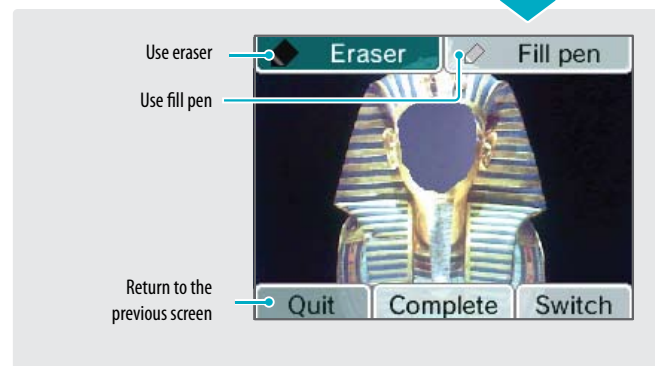 Use eraser
Eraser
Fill pen
Use fill pen
Return to the
previous screen
Quit
Complete
Switch